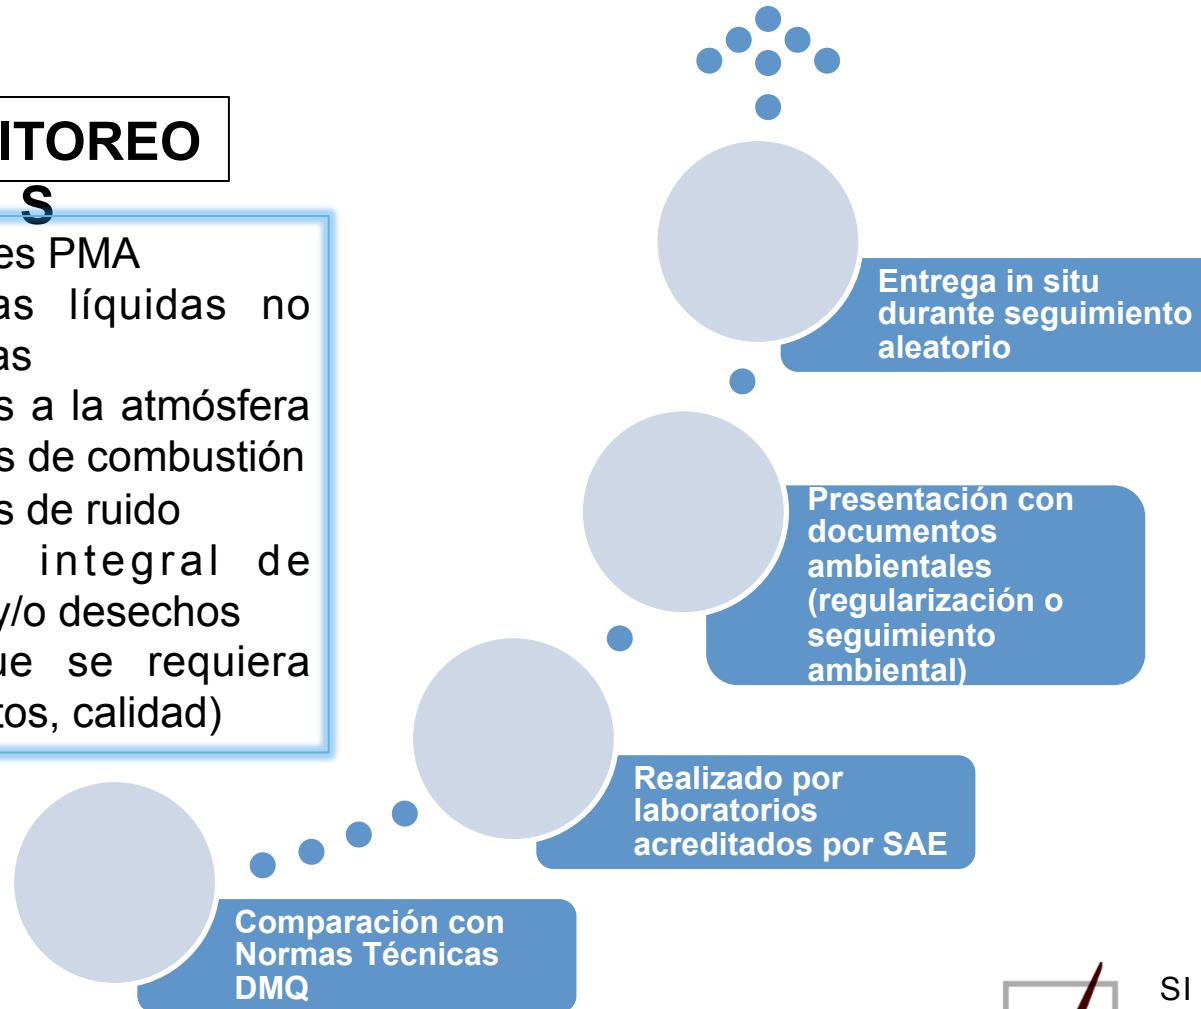 ITOREO
S
es PMA
as líquidas no
as
s a la atmósfera
s de combustión
s de ruido
integral de
y/o desechos
ue se requiera
tos, calidad)
Entrega in situ
durante seguimiento
aleatorio
Presentación con
documentos
ambientales
(regularización o
seguimiento
ambiental)
Realizado por
laboratorios
acreditados por SAE
Comparación con
Normas Técnicas
DMQ
SI